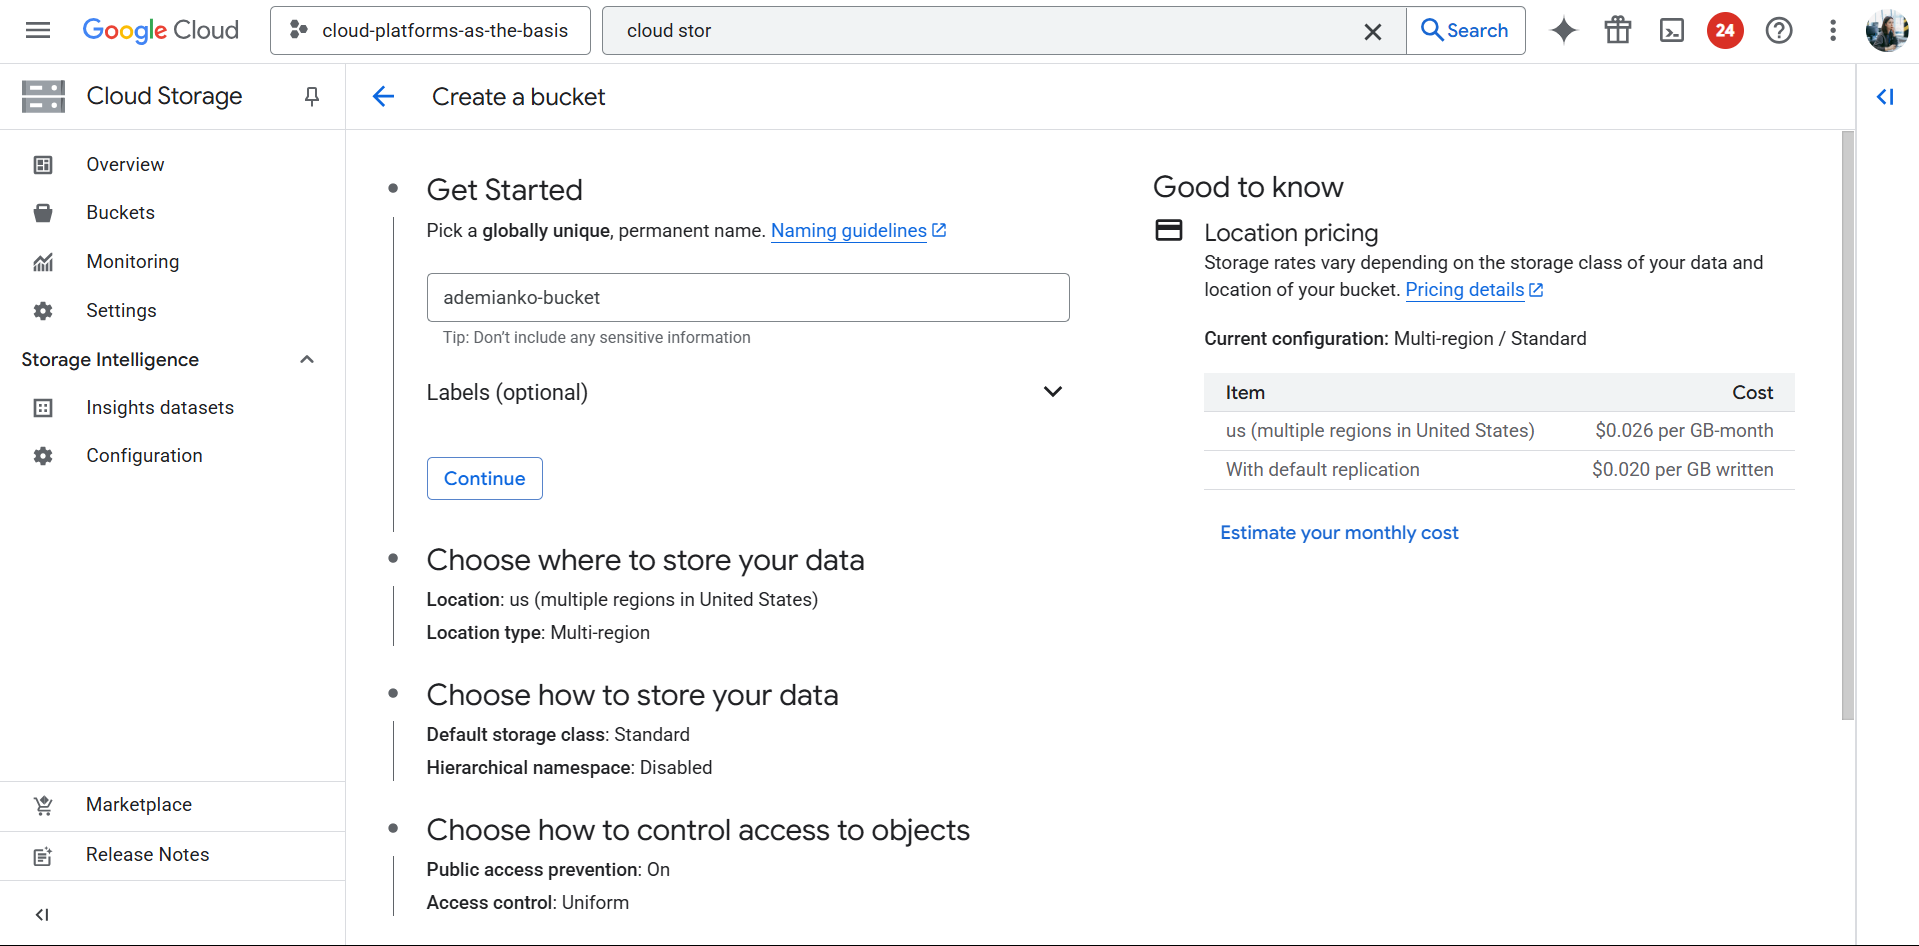 Google Cloud
cloud-platforms-as-the-basis
cloud stor
Search
24
Cloud Storage
Create a bucket
Overview
Buckets
Monitoring
Settings
Storage Intelligence
Insights datasets
Configuration
Marketplace
Release Notes
Get Started
Pick a globally unique, permanent name. Naming guidelines
ademianko-bucket
Tip: Don’t include any sensitive information
Labels (optional)
Continue
Choose where to store your data
Location: us (multiple regions in United States)
Location type: Multi-region
Choose how to store your data
Default storage class: Standard
Hierarchical namespace: Disabled
Choose how to control access to objects
Public access prevention: On
Access control: Uniform
Good to know
Location pricing
Storage rates vary depending on the storage class of your data and
location of your bucket. Pricing details
Current configuration: Multi-region / Standard
Item Cost
us (multiple regions in United States) $0.026 per GB-month
With default replication $0.020 per GB written
Estimate your monthly cost